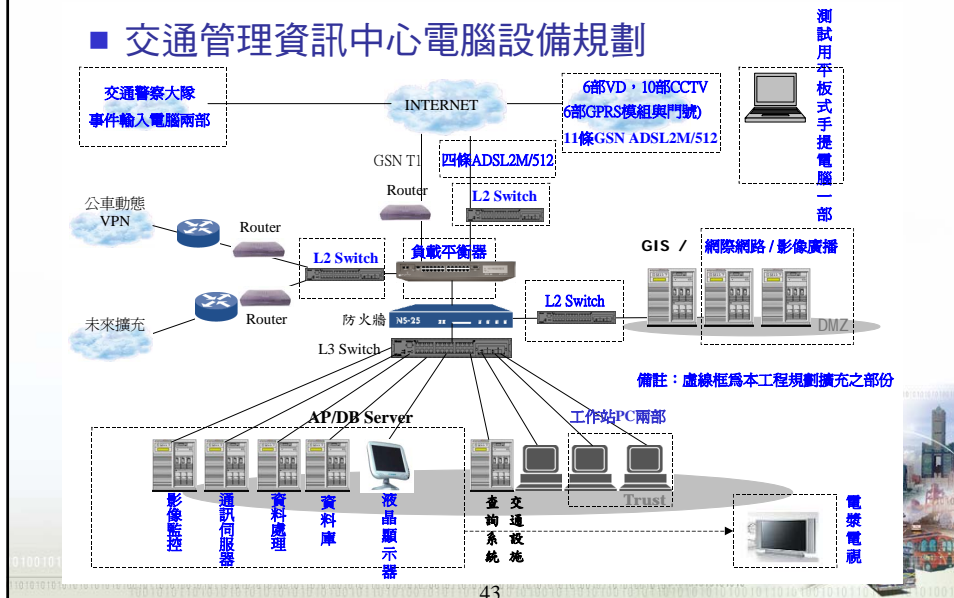 ■ 交通管理資訊中心電腦設備規劃
交通警察大隊
事件輸入電腦兩部
INTERNET
6部VD，10部CCTV
6部GPRS模組與門號)
11條GSN ADSL2M/512
測試用平板式手提電腦一部
GSN T1
四條ADSL2M/512
Router
L2 Switch
公車動態
VPN
Router
L2 Switch
負載平衡器
GIS /
網際網路 / 影像廣播
未來擴充
Router
防火牆
NS-25
L2 Switch
DMZ
L3 Switch
備註：虛線框為本工程規劃擴充之部份
AP/DB Server
工作站PC兩部
Trust
影像監控
通訊伺服器
資料處理
資料庫
液晶顯示器
交通設施
查詢系統
電漿電視
43